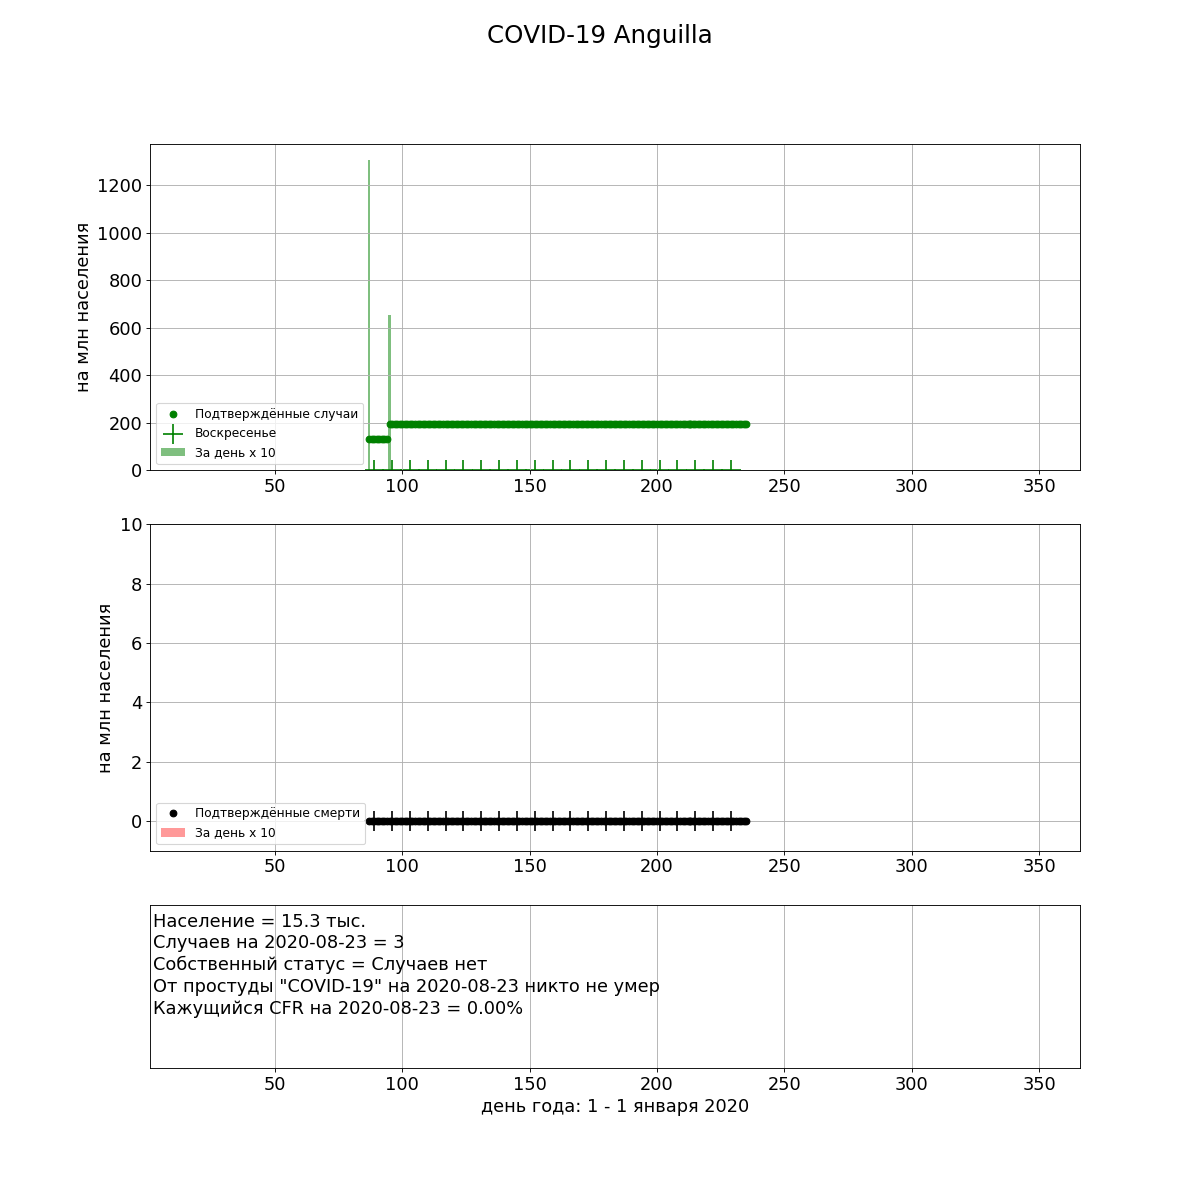 COVID-19 Anguilla
1200
1000
800
600
400
200
0
на млн населения
Подтверждённые случаи
Воскресенье
За день x 10
50 100 150 200 250 300 350
10
8
6
4
2
0
на млн населения
Подтверждённые смерти
За день x 10
50 100 150 200 250 300 350
Население = 15.3 тыс.
Случаев на 2020-08-23 = 3
Собственный статус = Случаев нет
От простуды "COVID-19" на 2020-08-23 никто не умер
Кажущийся CFR на 2020-08-23 = 0.00%
50 100 150 200 250 300 350
день года: 1 - 1 января 2020